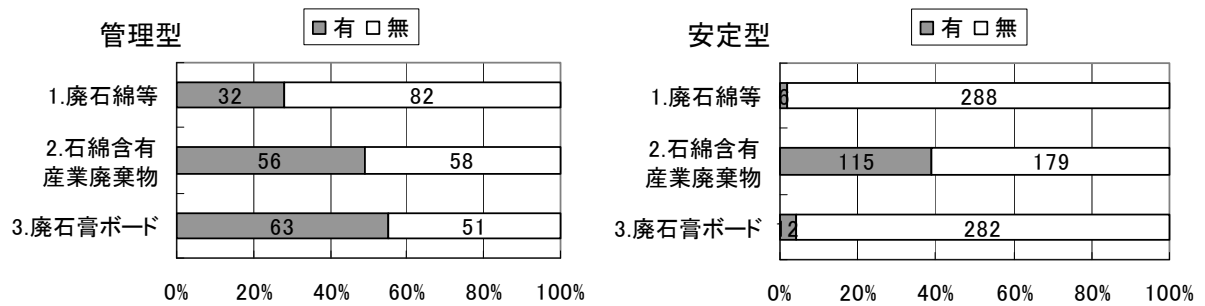 管理型
■有 □無
1.廃石綿等
32
82
2.石綿含有
産業廃棄物
56
58
3.廃石膏ボード
63
51
0% 20% 40% 60% 80% 100%
安定型
■有 □無
1.廃石綿等
6
288
2.石綿含有
産業廃棄物
115
179
3.廃石膏ボード
12
282
0% 20% 40% 60% 80% 100%